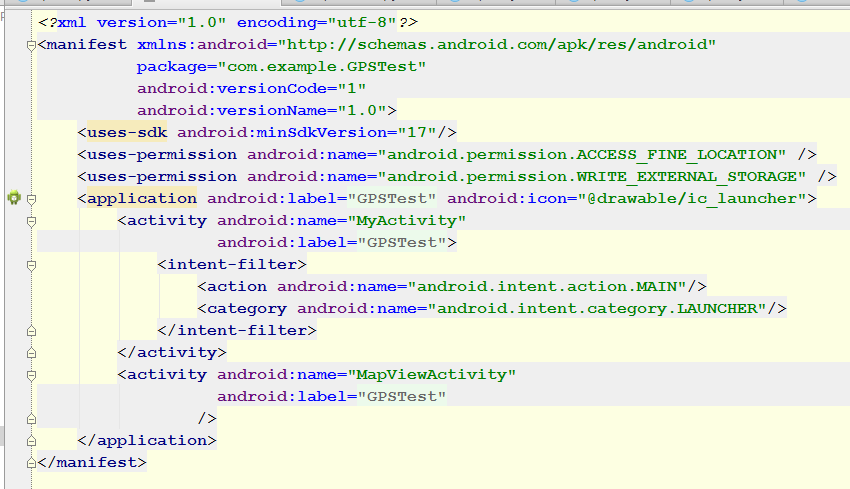 <?xml version="1.0" encoding="utf-8"?>
<manifest xmlns:android="http://schemas.android.com/apk/res/android"
          package="com.example.GPSTest"
          android:versionCode="1"
          android:versionName="1.0">
    <uses-sdk android:minSdkVersion="17"/>
    <uses-permission android:name="android.permission.ACCESS_FINE_LOCATION" />
    <uses-permission android:name="android.permission.WRITE_EXTERNAL_STORAGE" />
    <application android:label="GPSTest" android:icon="@drawable/ic_launcher">
        <activity android:name="MyActivity"
                  android:label="GPSTest">
            <intent-filter>
                <action android:name="android.intent.action.MAIN"/>
                <category android:name="android.intent.category.LAUNCHER"/>
            </intent-filter>
        </activity>
        <activity android:name="MapViewActivity"
                  android:label="GPSTest"
                />
    </application>
</manifest>